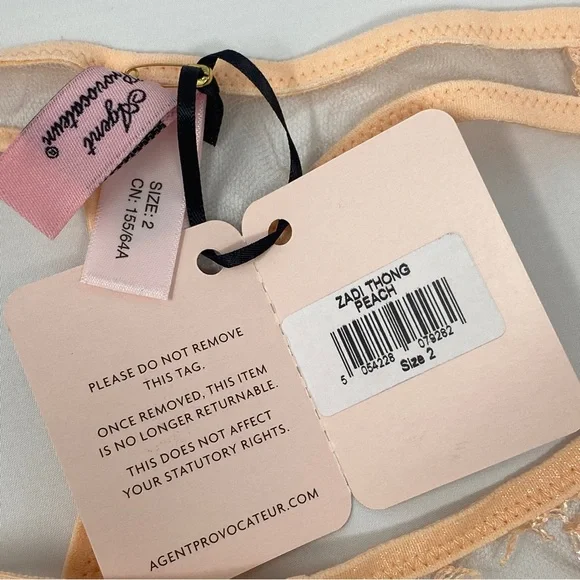 Agent
Provocateur®
SIZE: 2
CN: 155/64A
PLEASE DO NOT REMOVE
THIS TAG.
ONCE REMOVED, THIS ITEM
IS NO LONGER RETURNABLE.
THIS DOES NOT AFFECT
YOUR STATUTORY RIGHTS.
AGENTPROVOCATEUR.COM
ZADI THONG
PEACH
5 054228 079282
Size 2